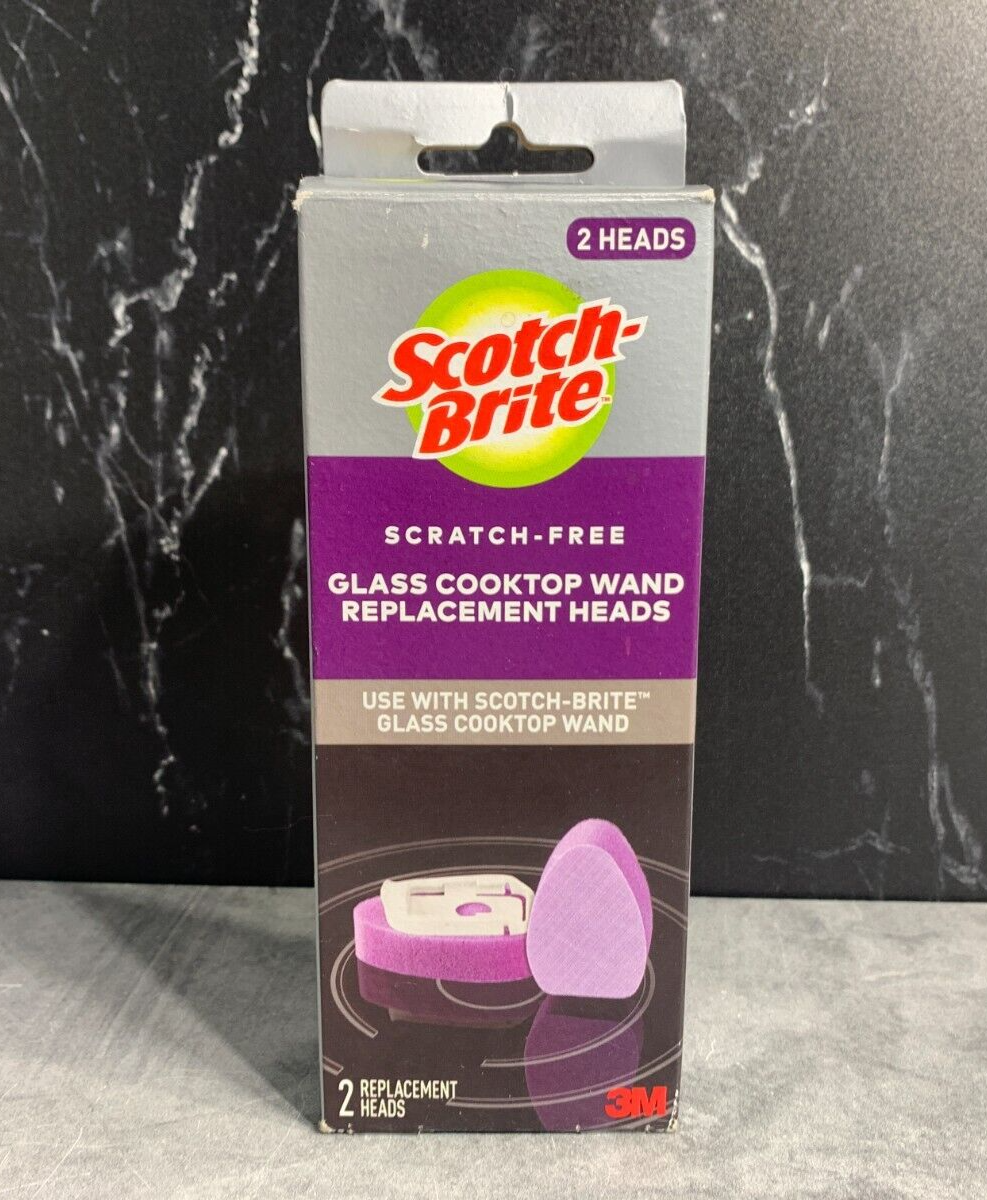 2 HEADS
Scotch-
Brite™
SCRATCH-FREE
GLASS COOKTOP WAND
REPLACEMENT HEADS
USE WITH SCOTCH-BRITE™
GLASS COOKTOP WAND
2 REPLACEMENT
HEADS
3M